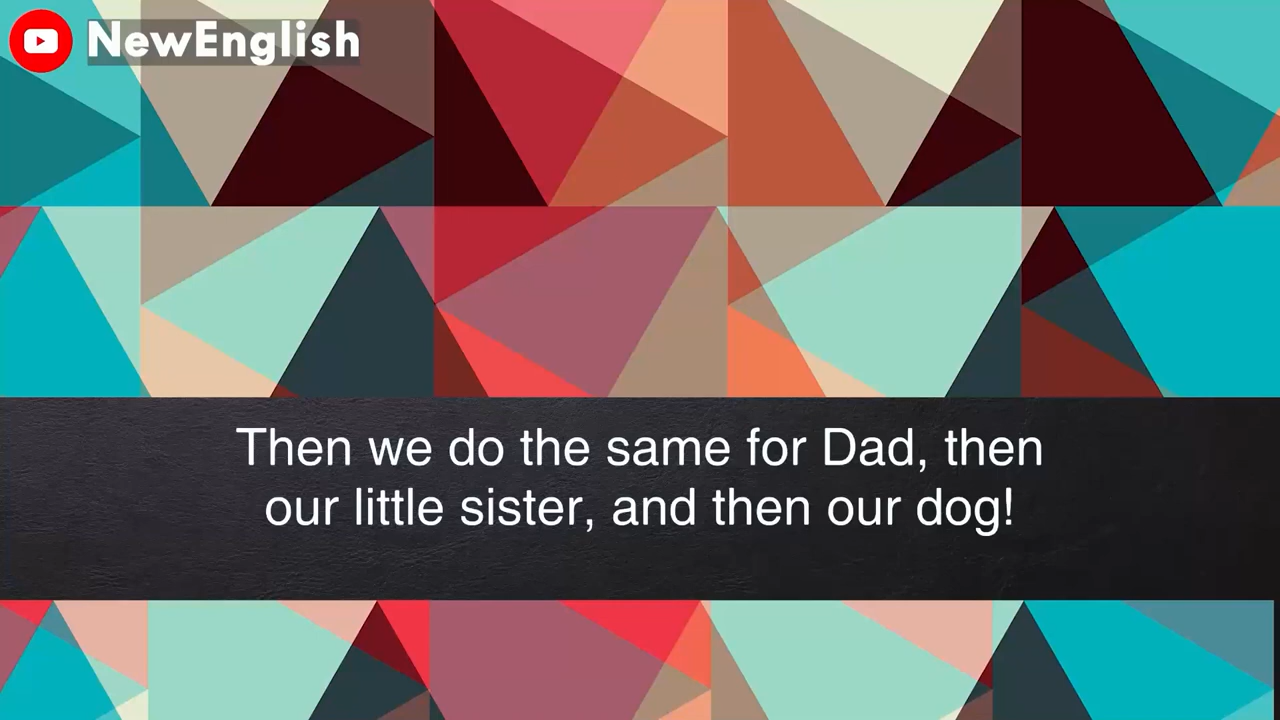 NewEnglish
Then we do the same for Dad, then
our little sister, and then our dog!